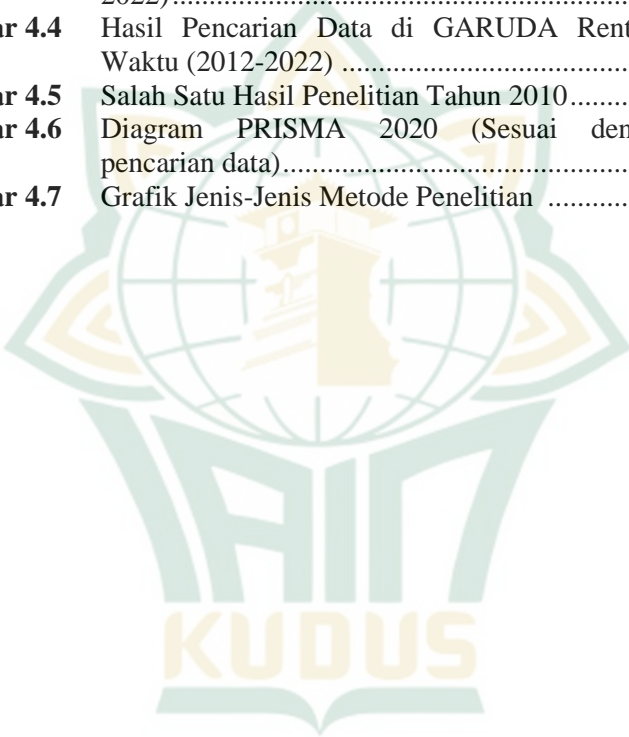 2022)..................................................................
ar 4.4 Hasil Pencarian Data di GARUDA Rent
Waktu (2012-2022) .......................................
ar 4.5 Salah Satu Hasil Penelitian Tahun 2010........
ar 4.6 Diagram PRISMA 2020 (Sesuai den
pencarian data)................................................
ar 4.7 Grafik Jenis-Jenis Metode Penelitian ...........
IAIN
KUDUS